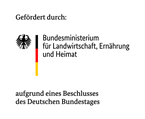 Gefördert durch:
Bundesministerium
für Landwirtschaft, Ernährung
und Heimat
aufgrund eines Beschlusses
des Deutschen Bundestages